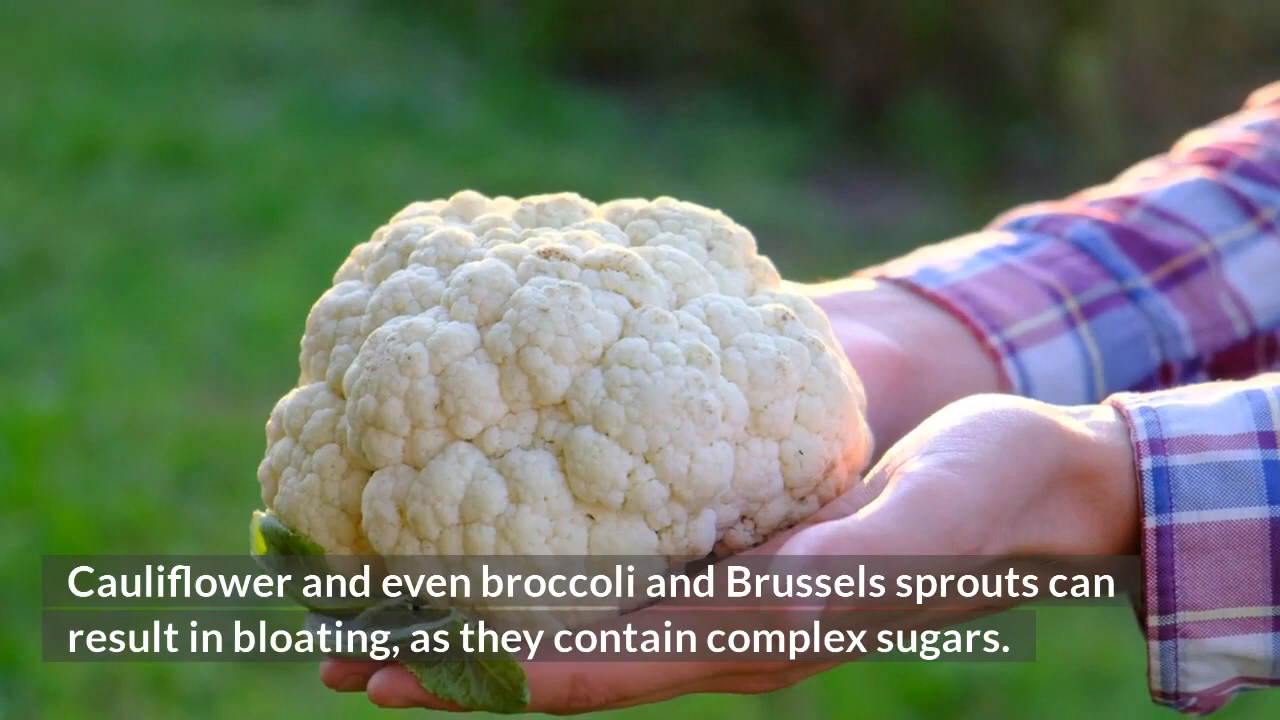 Cauliflower and even broccoli and Brussels sprouts can
result in bloating, as they contain complex sugars.